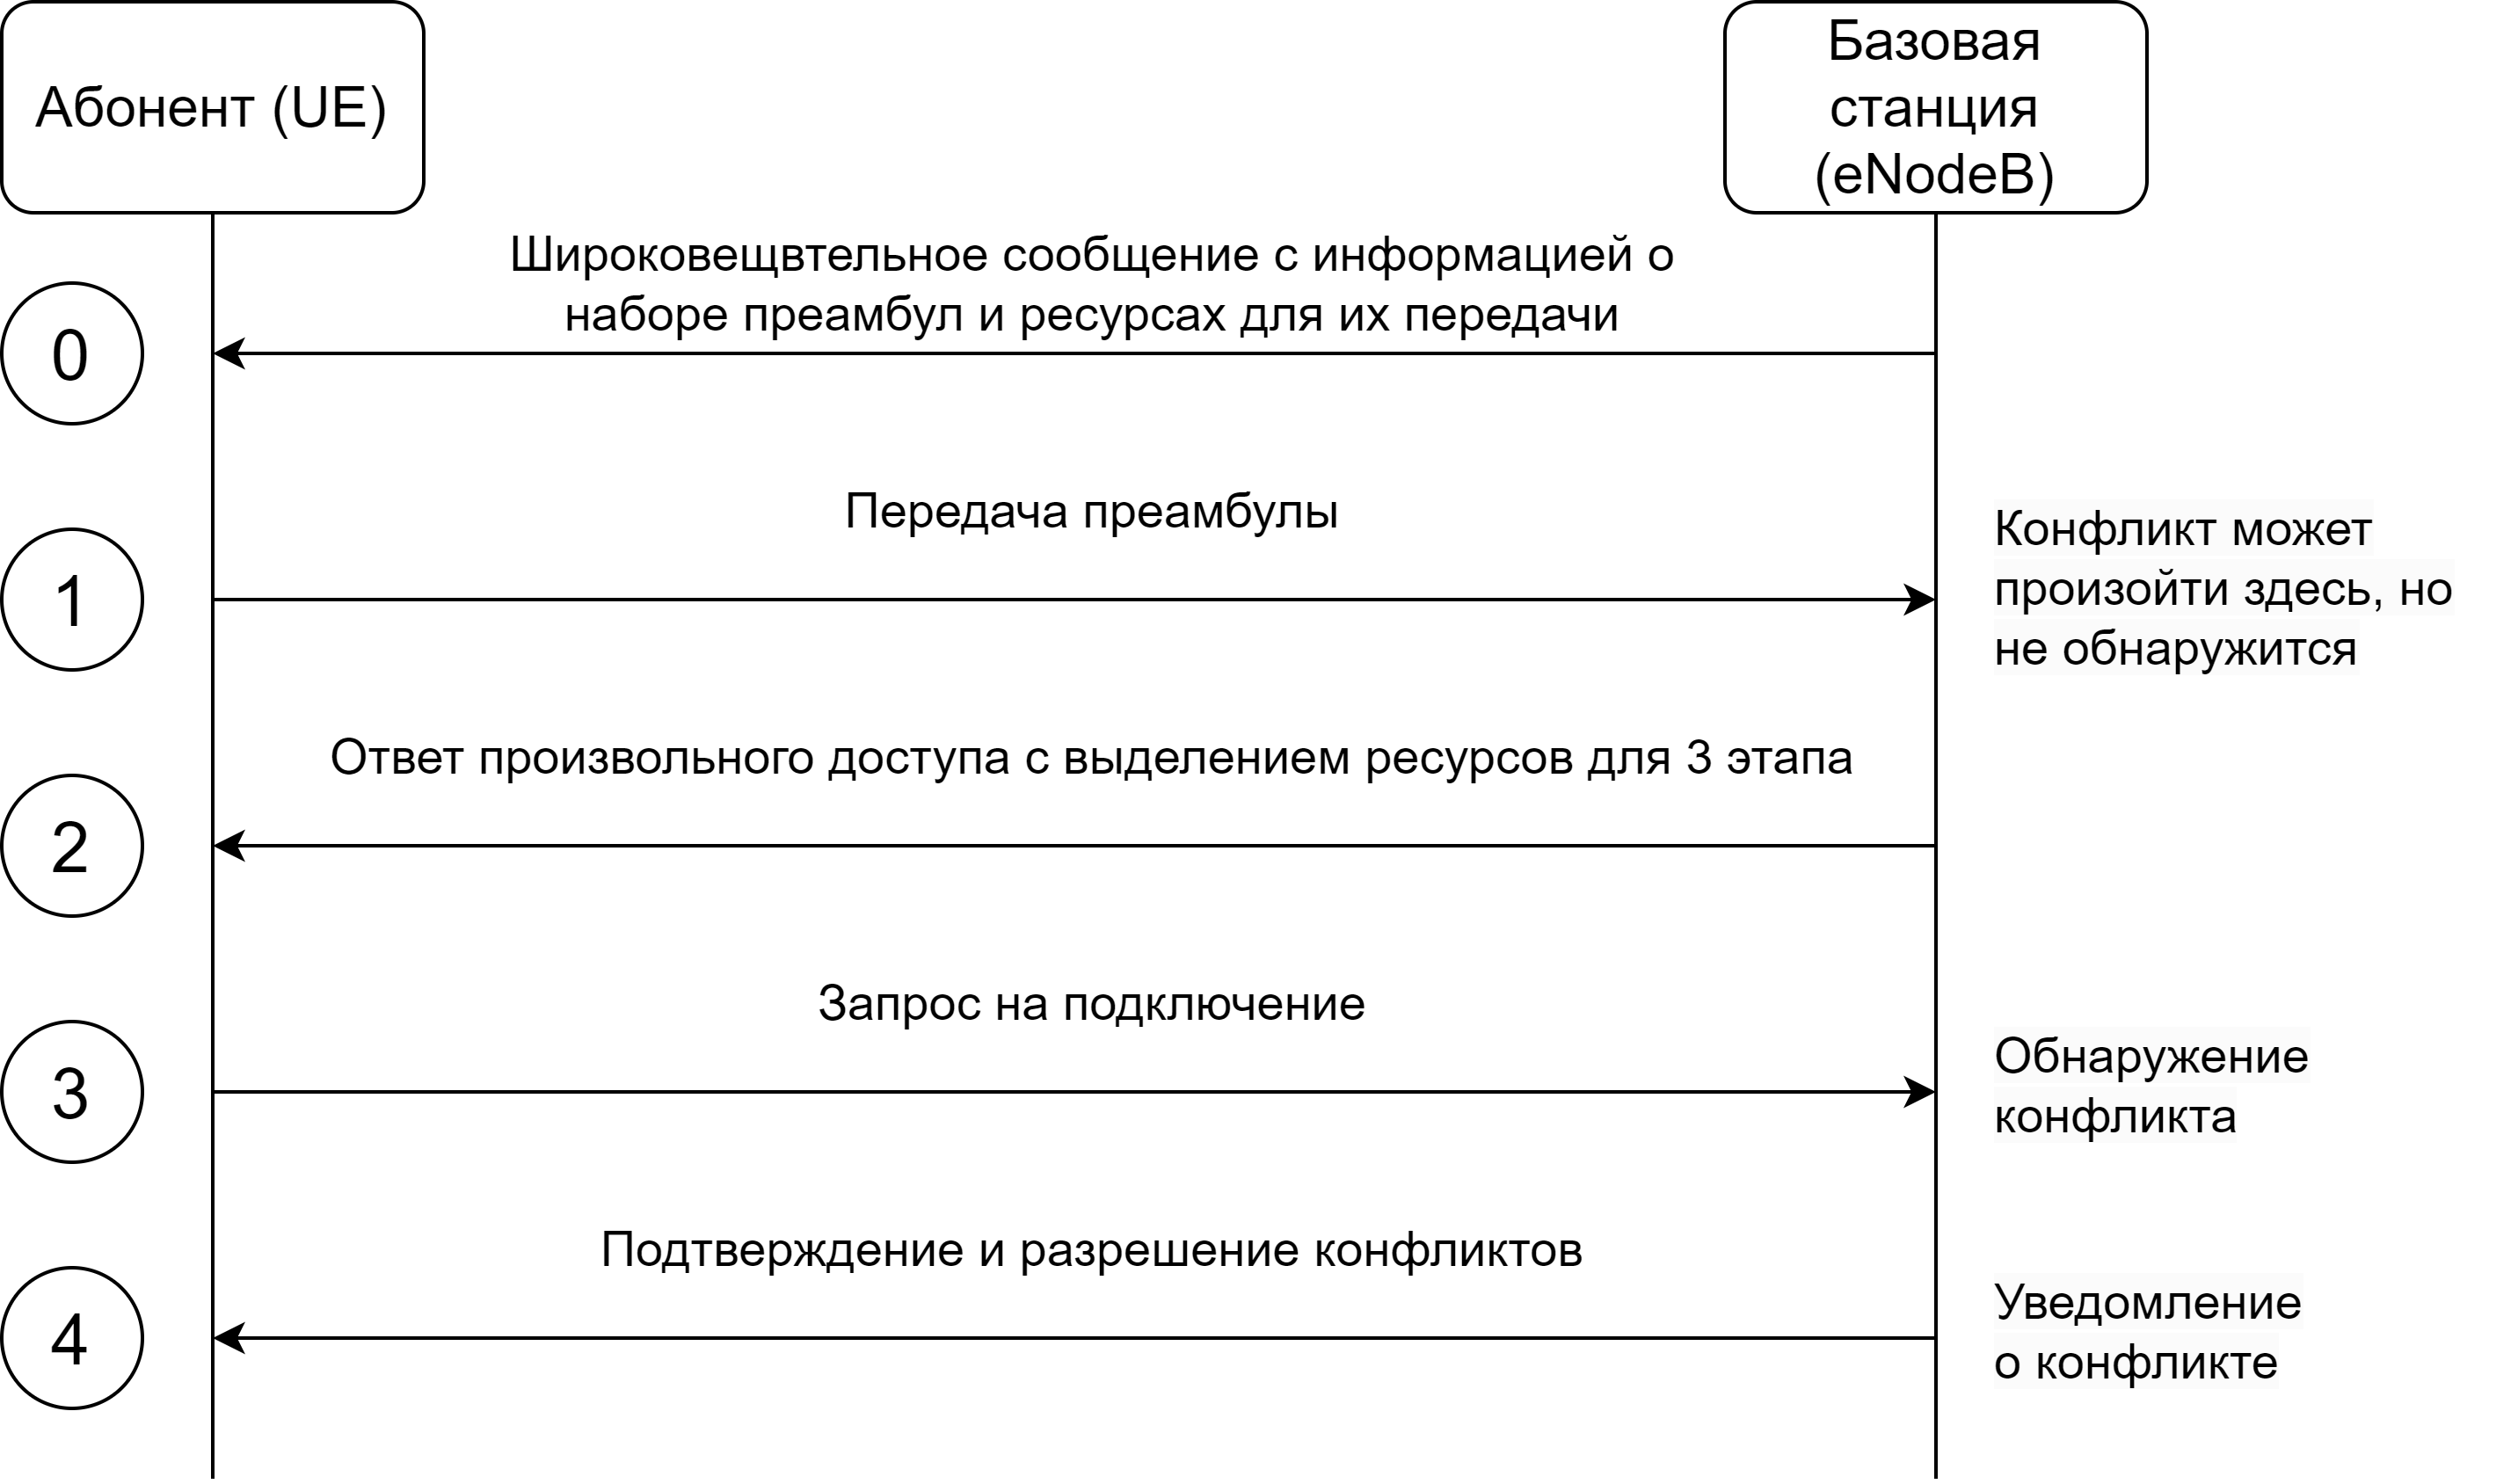 Абонент (UE)
Базовая
станция
(eNodeB)
Широковещвтельное сообщение с информацией о
наборе преамбул и ресурсах для их передачи
0
Передача преамбулы
1
Конфликт может
произойти здесь, но
не обнаружится
Ответ произвольного доступа с выделением ресурсов для 3 этапа
2
Запрос на подключение
3
Обнаружение
конфликта
Подтверждение и разрешение конфликтов
4
Уведомление
о конфликте